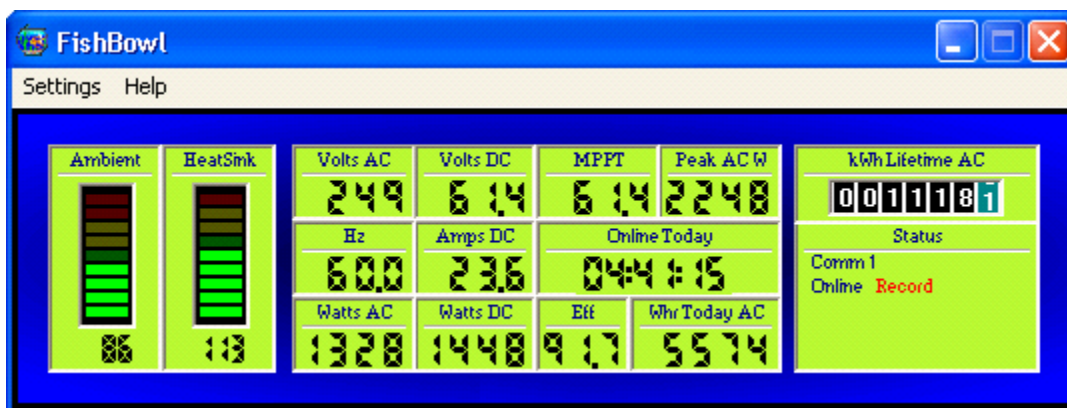 FishBowl
Settings Help
Ambient HeatSink Volts AC Volts DC MPPT Peak AC W kWh Lifetime AC
249 61.4 61.4 2248 0011181
Hz Amps DC Online Today Status
60.0 23.6 04:41:15 Comm 1
Online Record
Watts AC Watts DC Eff Whr Today AC
86 113 1328 1448 91.7 5574